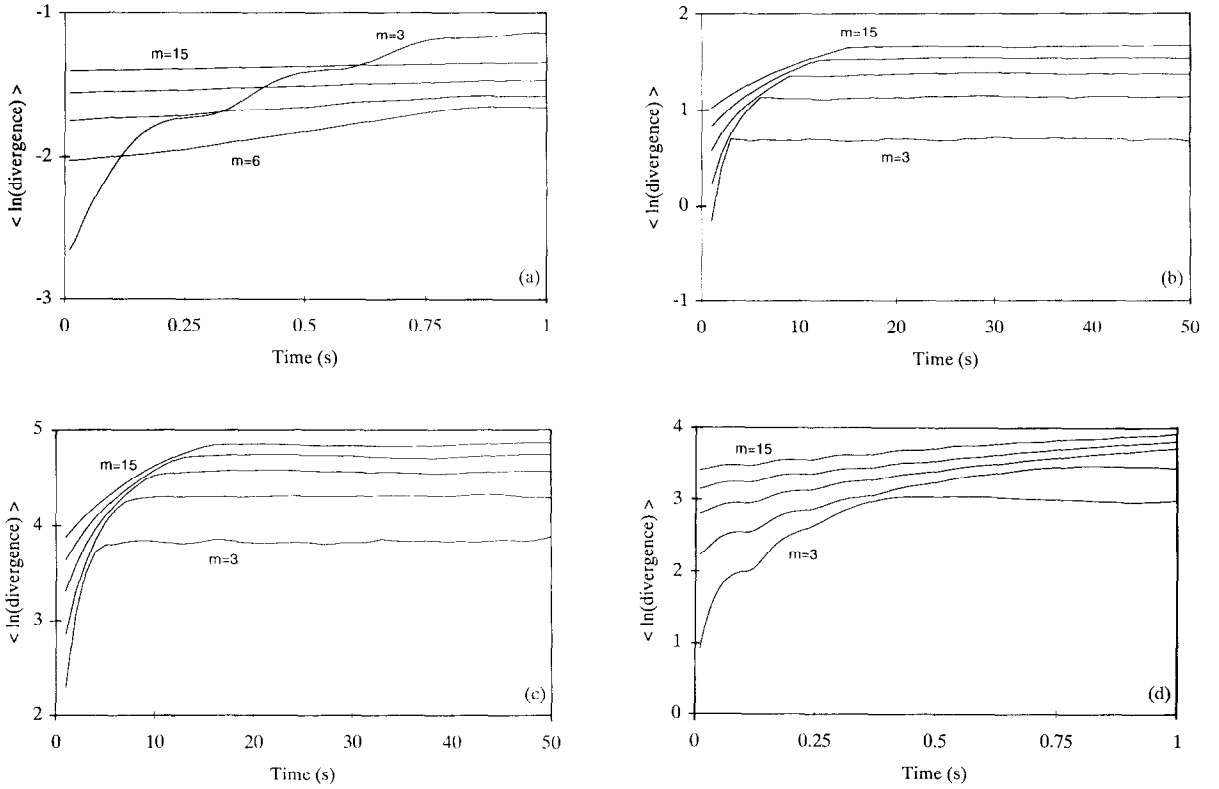 -1
m=15
m=3
< ln(divergence) >
-2
m=6
(a)
-3
0
0.25
0.5
0.75
1
Time (s)
2
m=15
< ln(divergence) >
1
m=3
0
(b)
-1
0
10
20
30
40
50
Time (s)
5
m=15
< ln(divergence) >
4
m=3
3
(c)
2
0
10
20
30
40
50
Time (s)
4
m=15
< ln(divergence) >
3
m=3
2
1
(d)
0
0
0.25
0.5
0.75
1
Time (s)